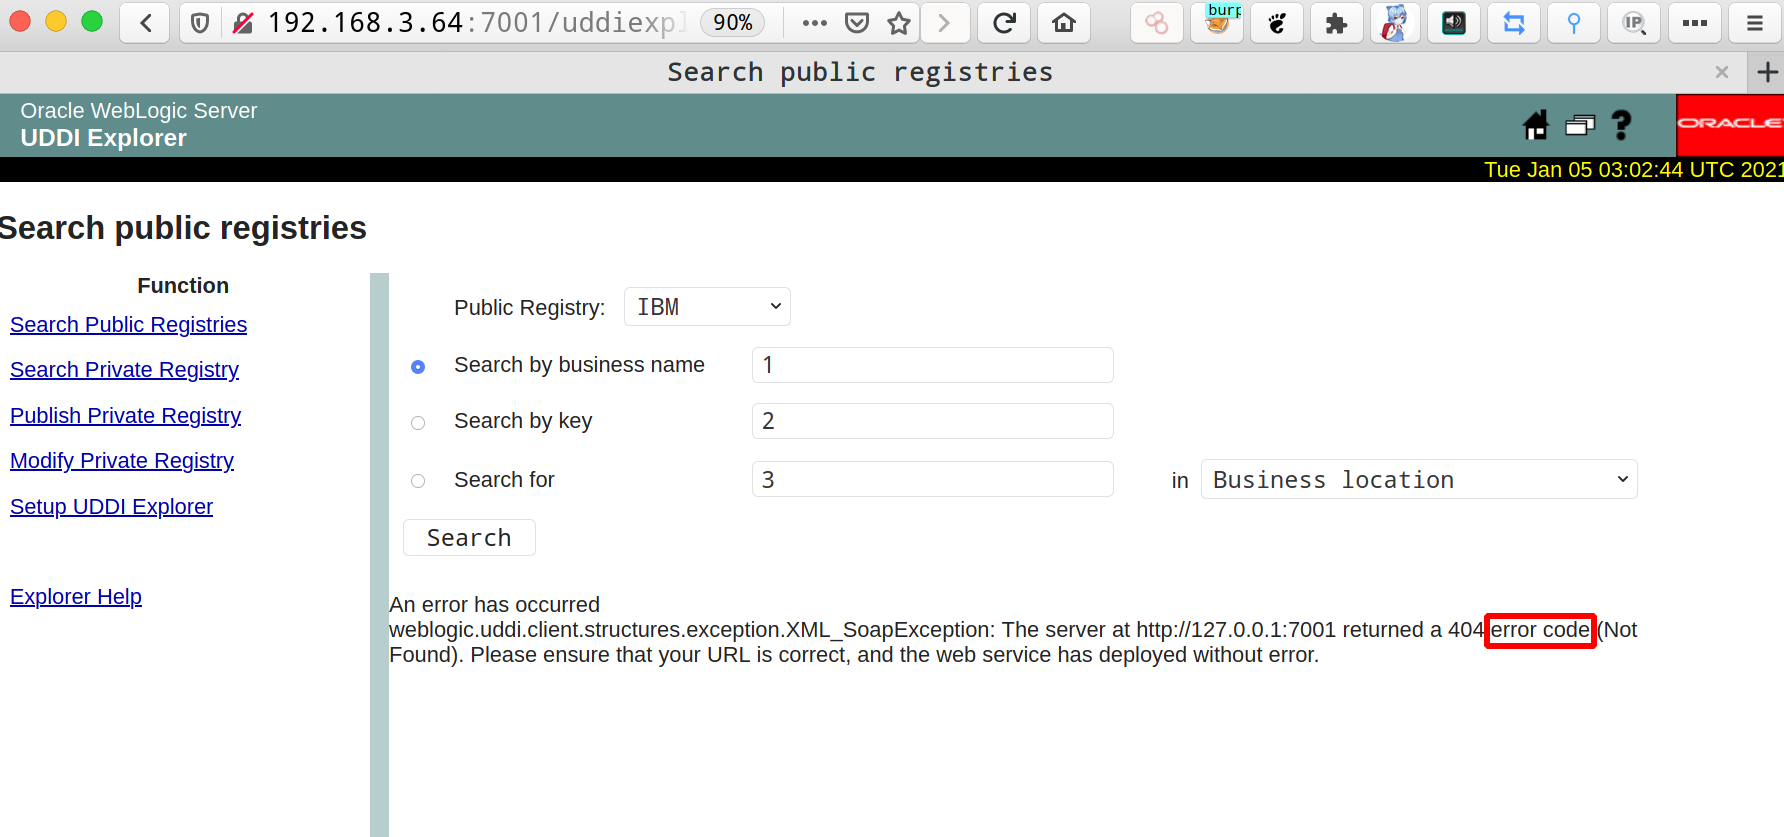 192.168.3.64:7001/uddiexpl
90%
burp
IP
Search public registries
Oracle WebLogic Server
UDDI Explorer
?
ORACLE
Tue Jan 05 03:02:44 UTC 2021
Search public registries
Function
Search Public Registries
Search Private Registry
Publish Private Registry
Modify Private Registry
Setup UDDI Explorer
Explorer Help
Public Registry: IBM
Search by business name 1
Search by key 2
Search for 3 in Business location
Search
An error has occurred
weblogic.uddi.client.structures.exception.XML_SoapException: The server at http://127.0.0.1:7001 returned a 404 error code (Not
Found). Please ensure that your URL is correct, and the web service has deployed without error.